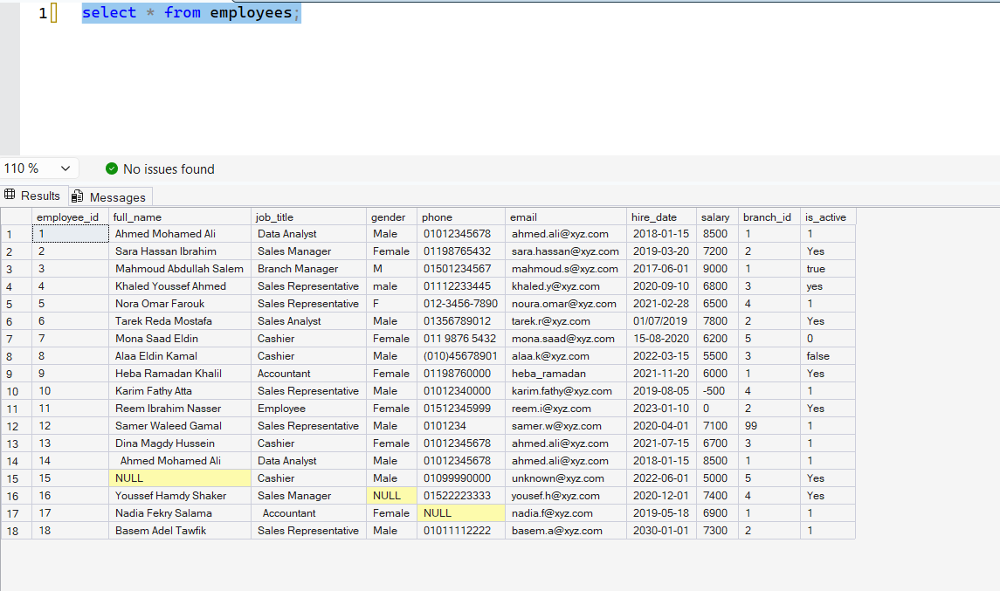 1 select * from employees;
110 % No issues found
Results Messages
employee_id full_name job_title gender phone email hire_date salary branch_id is_active
1 1 Ahmed Mohamed Ali Data Analyst Male 01012345678 ahmed.ali@xyz.com 2018-01-15 8500 1 1
2 2 Sara Hassan Ibrahim Sales Manager Female 01198765432 sara.hassan@xyz.com 2019-03-20 7200 2 Yes
3 3 Mahmoud Abdullah Salem Branch Manager M 01501234567 mahmoud.s@xyz.com 2017-06-01 9000 1 true
4 4 Khaled Youssef Ahmed Sales Representative male 01112233445 khaled.y@xyz.com 2020-09-10 6800 3 yes
5 5 Nora Omar Farouk Sales Representative F 012-3456-7890 noura.omar@xyz.com 2021-02-28 6500 4 1
6 6 Tarek Reda Mostafa Sales Analyst Male 01356789012 tarek.r@xyz.com 01/07/2019 7800 2 Yes
7 7 Mona Saad Eldin Cashier Female 011 9876 5432 mona.saad@xyz.com 15-08-2020 6200 5 0
8 8 Alaa Eldin Kamal Cashier Male (010)45678901 alaa.k@xyz.com 2022-03-15 5500 3 false
9 9 Heba Ramadan Khalil Accountant Female 01198760000 heba_ramadan 2021-11-20 6000 1 Yes
10 10 Karim Fathy Atta Sales Representative Male 01012340000 karim.fathy@xyz.com 2019-08-05 -500 4 1
11 11 Reem Ibrahim Nasser Employee Female 01512345999 reem.i@xyz.com 2023-01-10 0 2 Yes
12 12 Samer Waleed Gamal Sales Representative Male 0101234 samer.w@xyz.com 2020-04-01 7100 99 1
13 13 Dina Magdy Hussein Cashier Female 01012345678 ahmed.ali@xyz.com 2021-07-15 6700 3 1
14 14 Ahmed Mohamed Ali Data Analyst Male 01012345678 ahmed.ali@xyz.com 2018-01-15 8500 1 1
15 15 NULL Cashier Male 01099990000 unknown@xyz.com 2022-06-01 5000 5 Yes
16 16 Youssef Hamdy Shaker Sales Manager NULL 01522223333 yousef.h@xyz.com 2020-12-01 7400 4 Yes
17 17 Nadia Fekry Salama Accountant Female NULL nadia.f@xyz.com 2019-05-18 6900 1 1
18 18 Basem Adel Tawfik Sales Representative Male 01011112222 basem.a@xyz.com 2030-01-01 7300 2 1